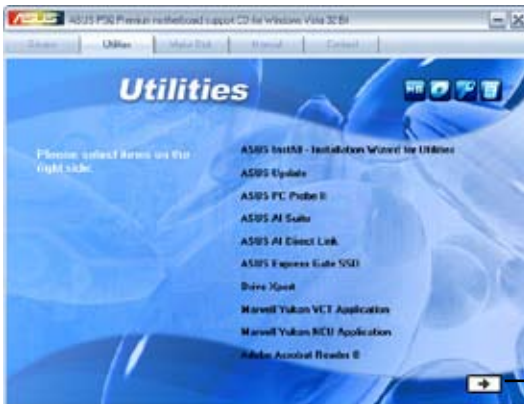 ASUS P5Q Premium motherboard support CD for Windows Vista 32 Bit
Drivers Utilities Make Disk Manual Contact
Utilities
Please select items on the
right side.
ASUS InstAll - Installation Wizard for Utilities
ASUS Update
ASUS PC Probe II
ASUS AI Suite
ASUS AI Direct Link
ASUS Express Gate SSD
Drive Xpert
Marvell Yukon VCT Application
Marvell Yukon NCU Application
Adobe Acrobat Reader 8